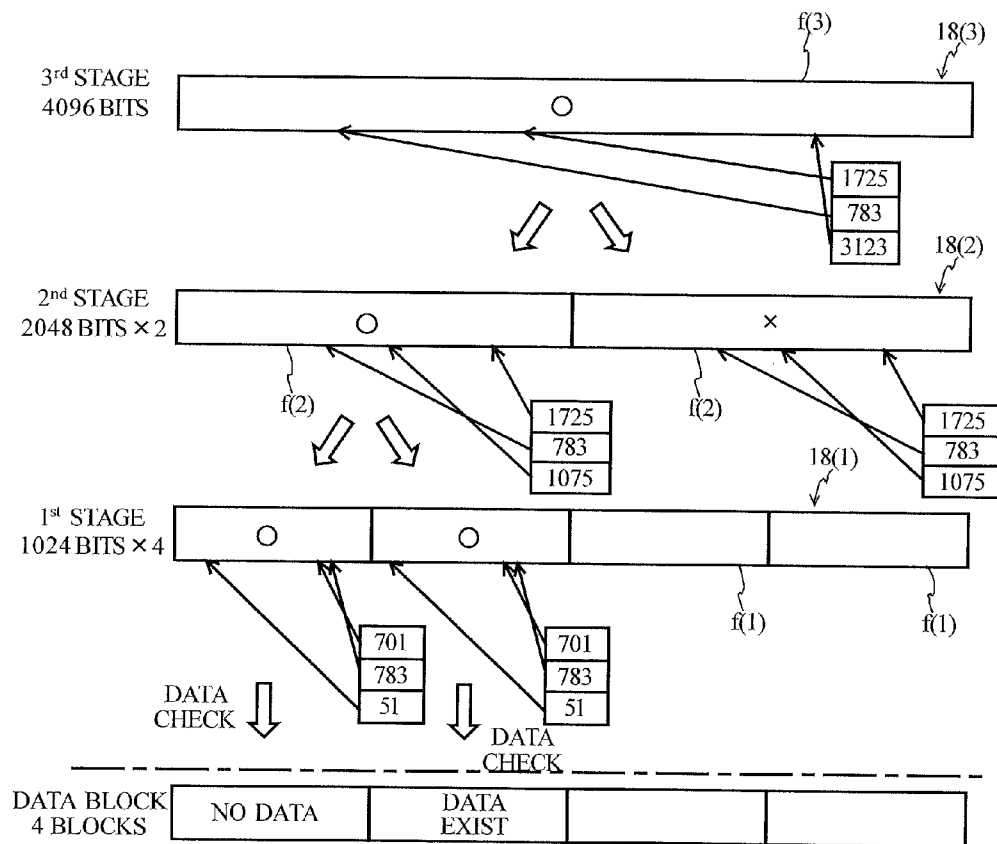 f(3)
18(3)
3rd STAGE
4096 BITS
○
1725
783
3123
18(2)
2nd STAGE
2048 BITS × 2
○
×
f(2)
f(2)
1725
783
1075
1725
783
1075
18(1)
1st STAGE
1024 BITS × 4
○
○
f(1)
f(1)
701
783
51
701
783
51
DATA
CHECK
DATA
CHECK
DATA BLOCK
4 BLOCKS
NO DATA
DATA
EXIST